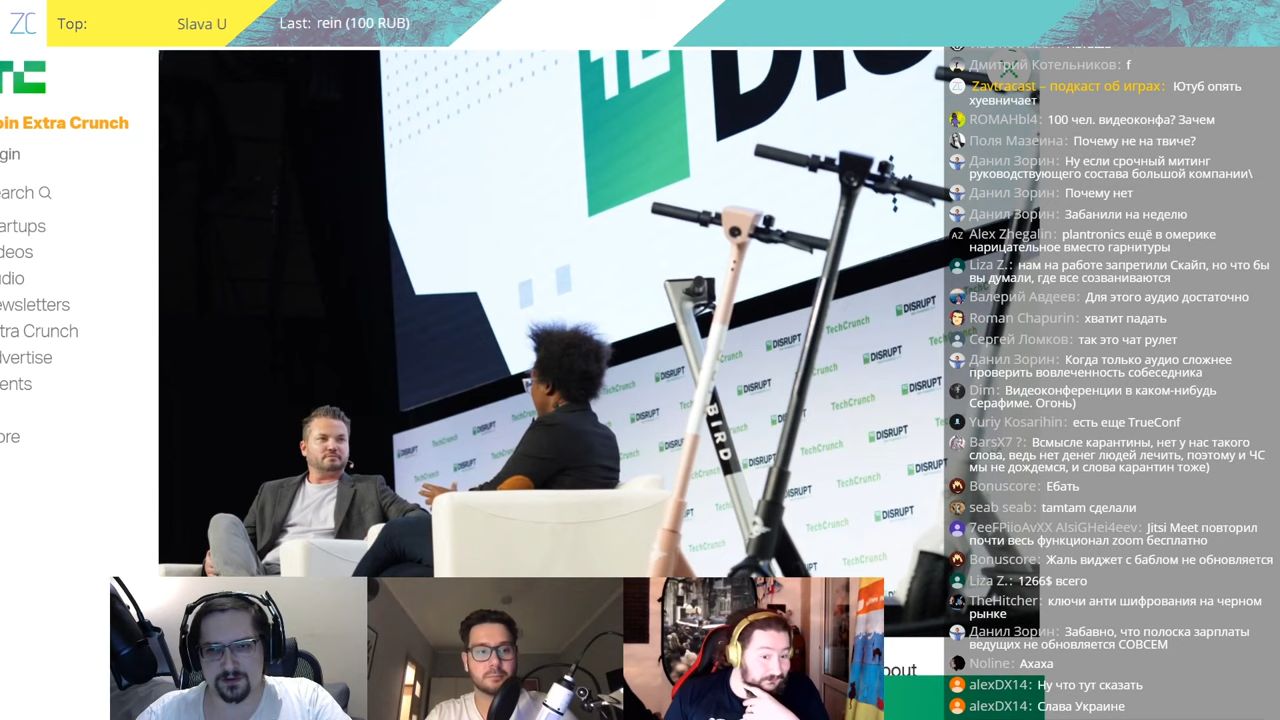 ZC
Top:
Slava U
Last: rein (100 RUB)
TC
oin Extra Crunch
gin
earch
artups
deos
udio
ewsletters
tra Crunch
dvertise
ents
ore
DISRUPT
TechCrunch
BIRD
bout
Дмитрий Котельников: f
Zavtracast – подкаст об играх: Ютуб опять
хуевничает
ROMAHbI4: 100 чел. видеоконфа? Зачем
Поля Мазеина: Почему не на твиче?
Данил Зорин: Ну если срочный митинг
руководствующего состава большой компании\
Данил Зорин: Почему нет
Данил Зорин: Забанили на неделю
AZ Alex Zhegalin: plantronics ещё в омерике
нарицательное вместо гарнитуры
Liza Z.: нам на работе запретили Скайп, но что бы
вы думали, где все созваниваются
Валерий Авдеев: Для этого аудио достаточно
Roman Chapurin: хватит падать
Сергей Ломков: так это чат рулет
Данил Зорин: Когда только аудио сложнее
проверить вовлеченность собеседника
Dim: Видеоконференции в каком-нибудь
Серафиме. Огонь)
Yuriy Kosarihin: есть еще TrueConf
BarsX7 ?: Всмысле карантины, нет у нас такого
слова, ведь нет денег людей лечить, поэтому и ЧС
мы не дождемся, и слова карантин тоже)
Bonuscore: Ебать
seab seab: tamtam сделали
7eeFPiioAvXX AlsiGHei4eev: Jitsi Meet повторил
почти весь функционал zoom бесплатно
Bonuscore: Жаль виджет с баблом не обновляется
Liza Z.: 1266$ всего
TheHitcher: ключи анти шифрования на черном
рынке
Данил Зорин: Забавно, что полоска зарплаты
ведущих не обновляется СОВСЕМ
Noline: Ахаха
alexDX14: Ну что тут сказать
alexDX14: Слава Украине